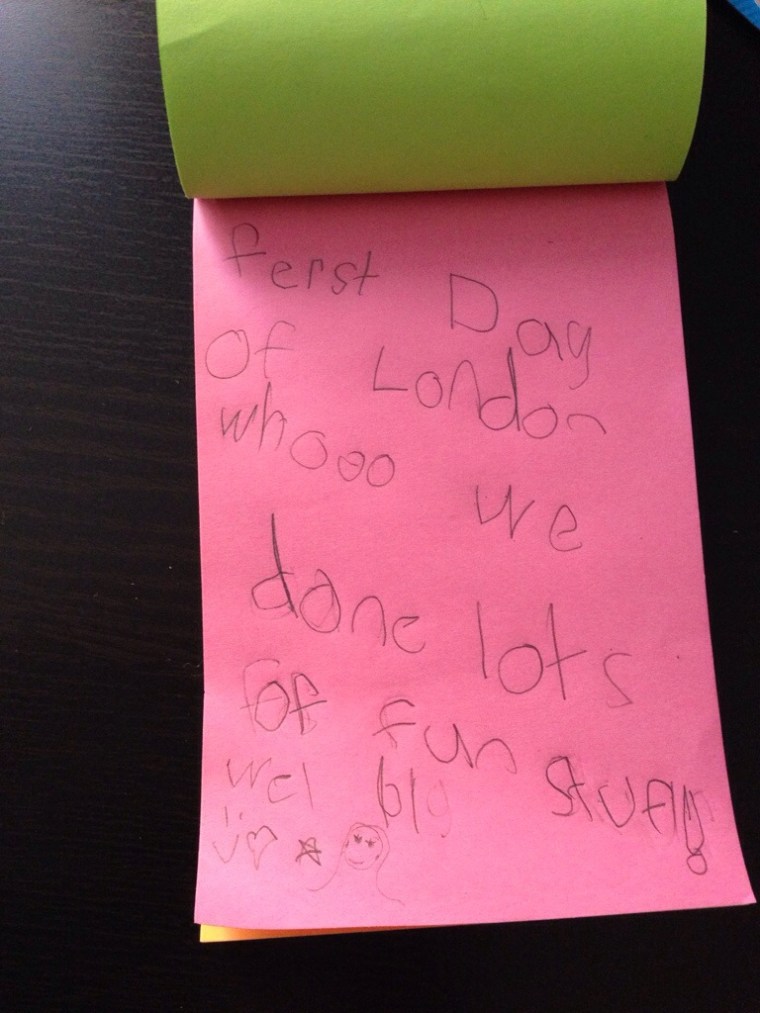 ferst Day
Of London
whooo we
done lots
of fun
wel big stuff!